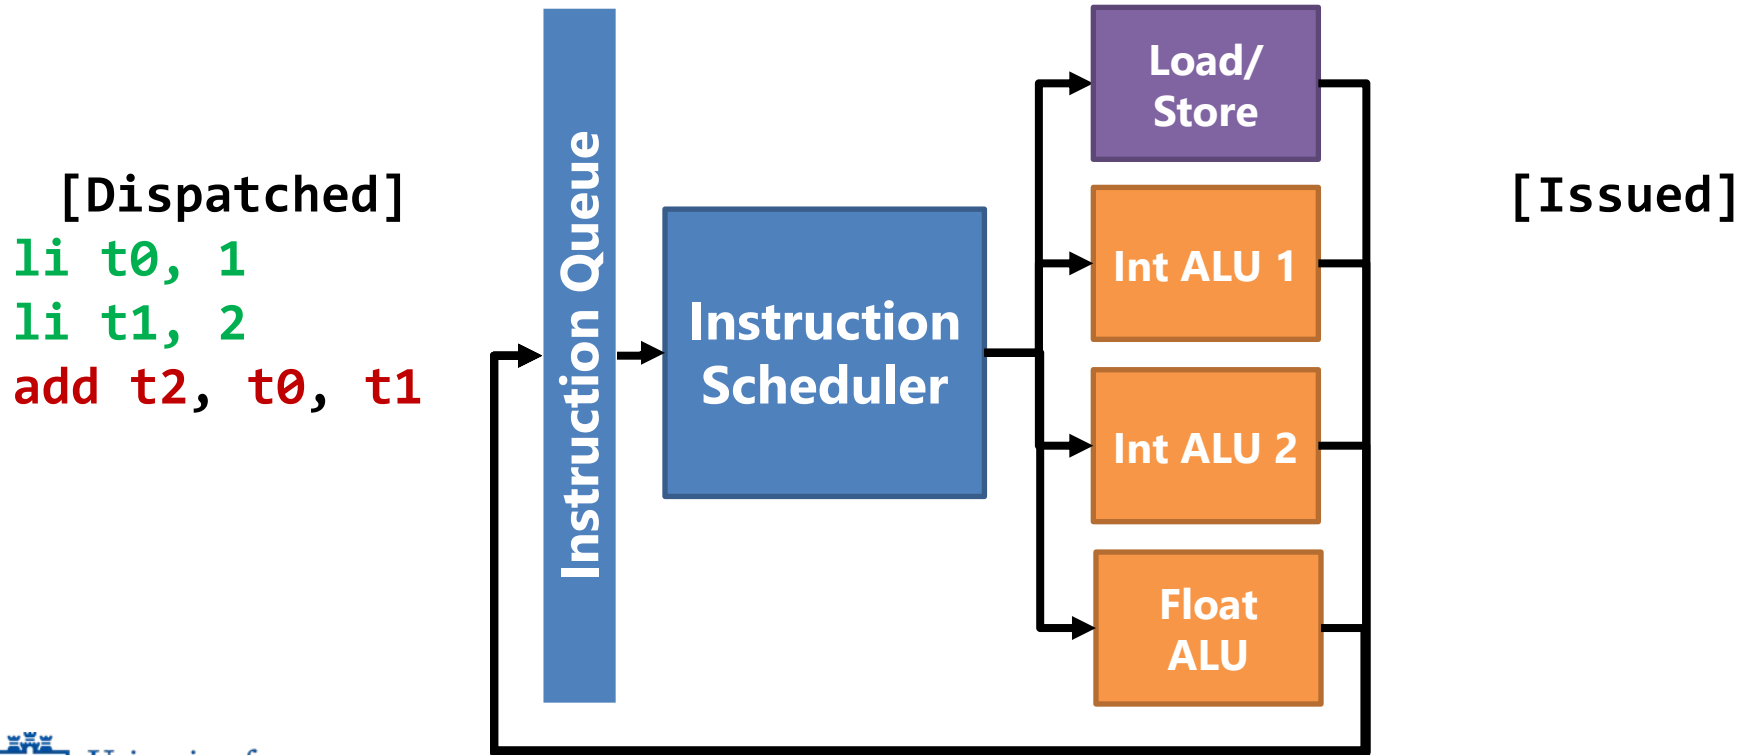 [Dispatched]
li t0, 1
li t1, 2
add t2, t0, t1
Instruction Queue
Instruction
Scheduler
Load/
Store
Int ALU 1
Int ALU 2
Float
ALU
[Issued]